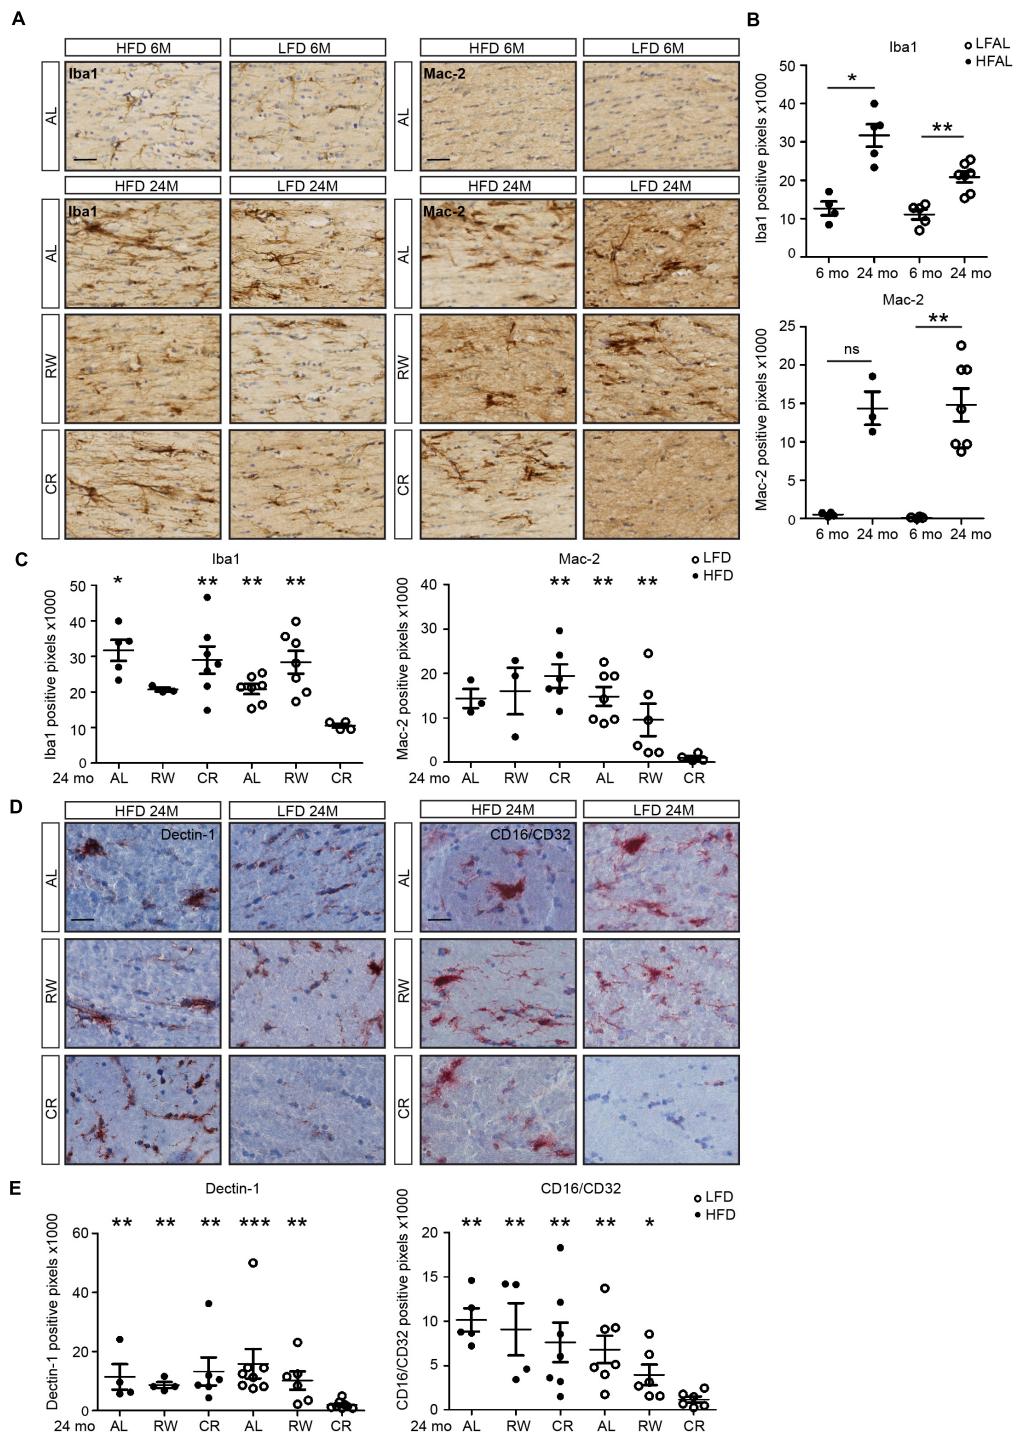 A
HFD 6M
LFD 6M
HFD 6M
LFD 6M
AL
Iba1
AL
Mac-2
HFD 24M
LFD 24M
HFD 24M
LFD 24M
AL
Iba1
AL
Mac-2
RW
RW
CR
CR
B
Iba1
LFAL
HFAL
Iba1 positive pixels x1000
50
40
30
20
10
0
*
**
6 mo
24 mo
6 mo
24 mo
Mac-2
Mac-2 positive pixels x1000
25
20
15
10
5
0
ns
**
6 mo
24 mo
6 mo
24 mo
C
Iba1
Iba1 positive pixels x1000
50
40
30
20
10
0
* ** ** **
24 mo AL RW CR AL RW CR
Mac-2
LFD
HFD
Mac-2 positive pixels x1000
40
30
20
10
0
** ** **
24 mo AL RW CR AL RW CR
D
HFD 24M
LFD 24M
HFD 24M
LFD 24M
AL
Dectin-1
AL
CD16/CD32
RW
RW
CR
CR
E
Dectin-1
Dectin-1 positive pixels x1000
60
40
20
0
** ** ** *** **
24 mo AL RW CR AL RW CR
CD16/CD32
LFD
HFD
CD16/CD32 positive pixels x1000
20
15
10
5
0
** ** ** ** *
24 mo AL RW CR AL RW CR